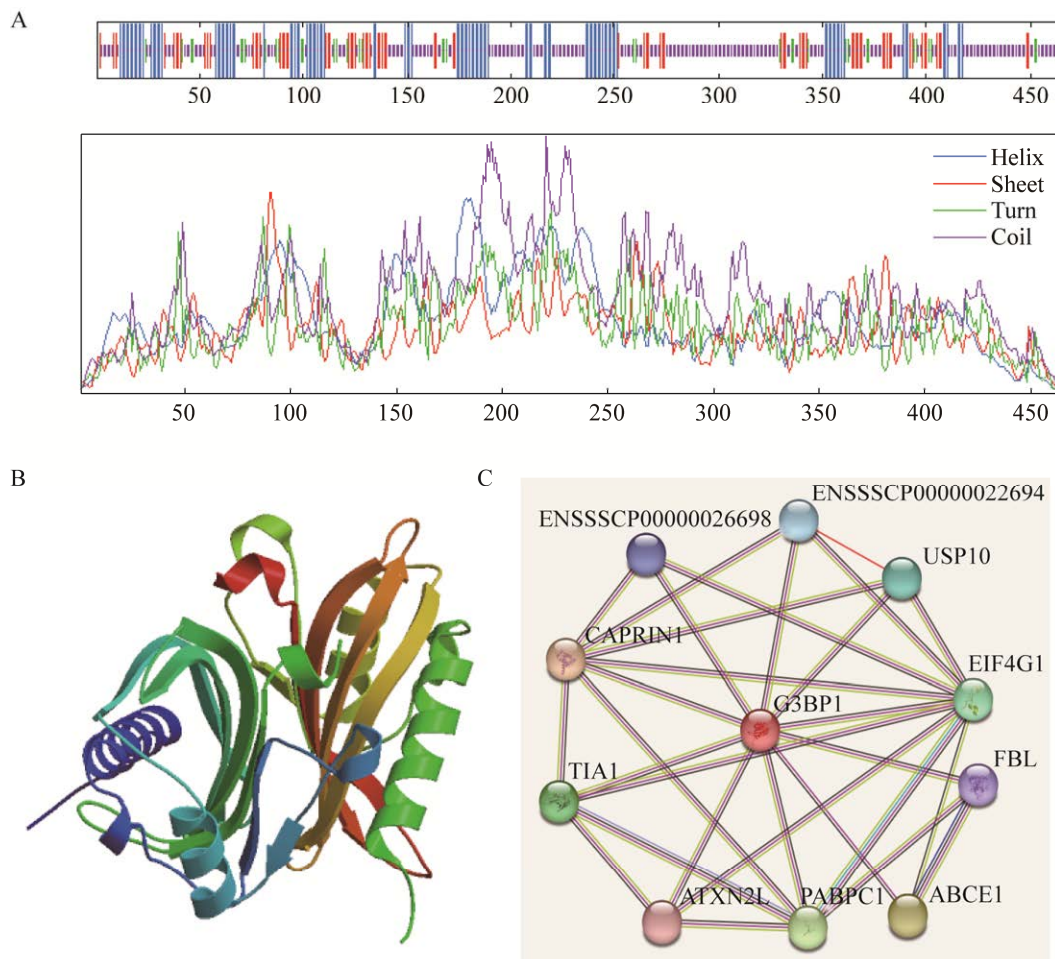 A
50 100 150 200 250 300 350 400 450
Helix
Sheet
Turn
Coil
50 100 150 200 250 300 350 400 450
B
C
ENSSSCP00000022694
ENSSSCP00000026698
USP10
CAPRIN1
EIF4G1
G3BP1
FBL
TIA1
ATXN2L
PABPC1
ABCE1